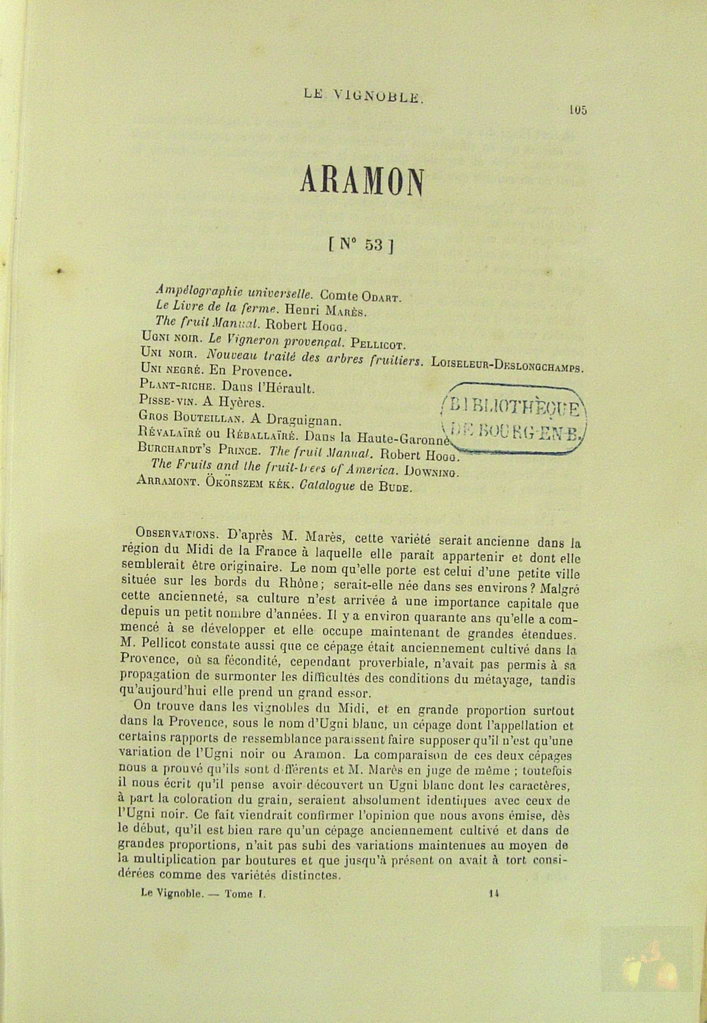 LE VIGNOBLE.
105
ARAMON
[ N° 53 ]
Ampélographie universelle. Comte ODART.
Le Livre de la ferme. Henri MARÈS.
The fruit Manual. Robert HOGG.
UGNI NOIR. Le Vigneron provençal. PELLICOT.
UNI NOIR. Nouveau traité des arbres fruitiers. LOISELEUR-DESLONGCHAMPS.
UNI NEGRÉ. En Provence.
PLANT-RICHE. Dans l'Hérault.
PISSE-VIN. A Hyères.
GROS BOUTEILLAN. A Draguignan.
RÉVALAÏRÉ OU RÉBALLAÏRÉ. Dans la Haute-Garonne.
BURCHARDT'S PRINCE. The fruit Manual. Robert HOGG.
The Fruits and the fruit-trees of America. DOWNING.
ARRAMONT. ÖKÖRSZEM KÉK. Catalogue de BUDE.
BIBLIOTHÈQUE
DE BOURG-EN-B.
OBSERVATIONS. D'après M. Marès, cette variété serait ancienne dans la
région du Midi de la France à laquelle elle paraît appartenir et dont elle
semblerait être originaire. Le nom qu'elle porte est celui d'une petite ville
située sur les bords du Rhône; serait-elle née dans ses environs? Malgré
cette ancienneté, sa culture n'est arrivée à une importance capitale que
depuis un petit nombre d'années. Il y a environ quarante ans qu'elle a com-
mencé à se développer et elle occupe maintenant de grandes étendues.
M. Pellicot constate aussi que ce cépage était anciennement cultivé dans la
Provence, où sa fécondité, cependant proverbiale, n'avait pas permis à sa
propagation de surmonter les difficultés des conditions du métayage, tandis
qu'aujourd'hui elle prend un grand essor.
On trouve dans les vignobles du Midi, et en grande proportion surtout
dans la Provence, sous le nom d'Ugni blanc, un cépage dont l'appellation et
certains rapports de ressemblance paraissent faire supposer qu'il n'est qu'une
variation de l'Ugni noir ou Aramon. La comparaison de ces deux cépages
nous a prouvé qu'ils sont différents et M. Marès en juge de même ; toutefois
il nous écrit qu'il pense avoir découvert un Ugni blanc dont les caractères,
à part la coloration du grain, seraient absolument identiques avec ceux de
l'Ugni noir. Ce fait viendrait confirmer l'opinion que nous avons émise, dès
le début, qu'il est bien rare qu'un cépage anciennement cultivé et dans de
grandes proportions, n'ait pas subi des variations maintenues au moyen de
la multiplication par boutures et que jusqu'à présent on avait à tort consi-
dérées comme des variétés distinctes.
Le Vignoble. — Tome I.
14